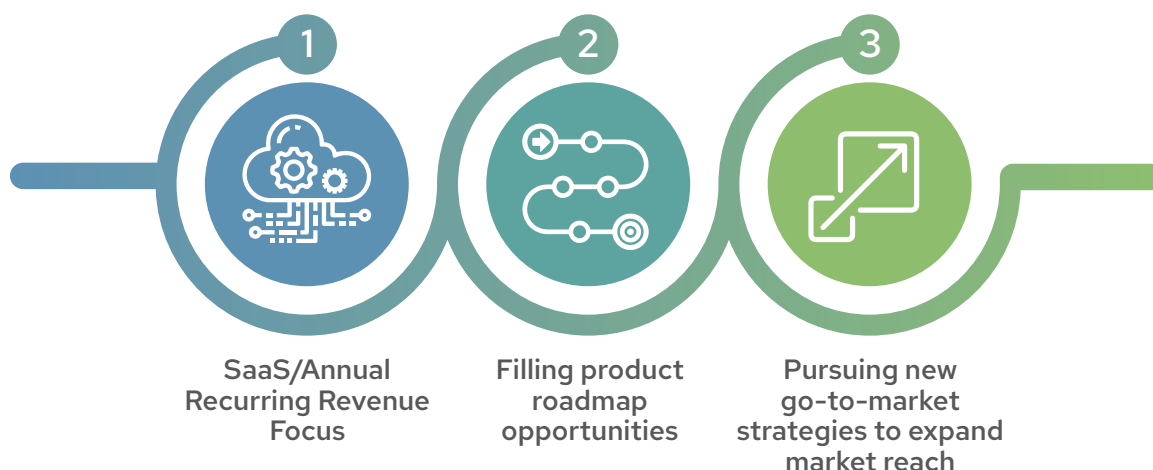 1
2
3
SaaS/Annual
Recurring Revenue
Focus
Filling product
roadmap
opportunities
Pursuing new
go-to-market
strategies to expand
market reach